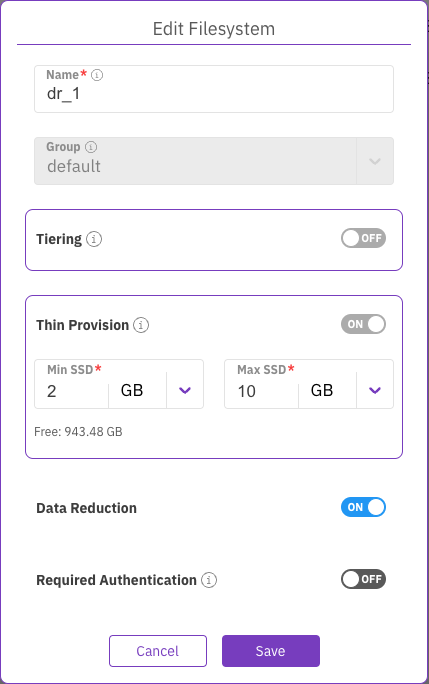 Edit Filesystem
Name*
dr_1
Group
default
Tiering
OFF
Thin Provision
ON
Min SSD* Max SSD*
2 GB 10 GB
Free: 943.48 GB
Data Reduction
ON
Required Authentication
OFF
Cancel Save